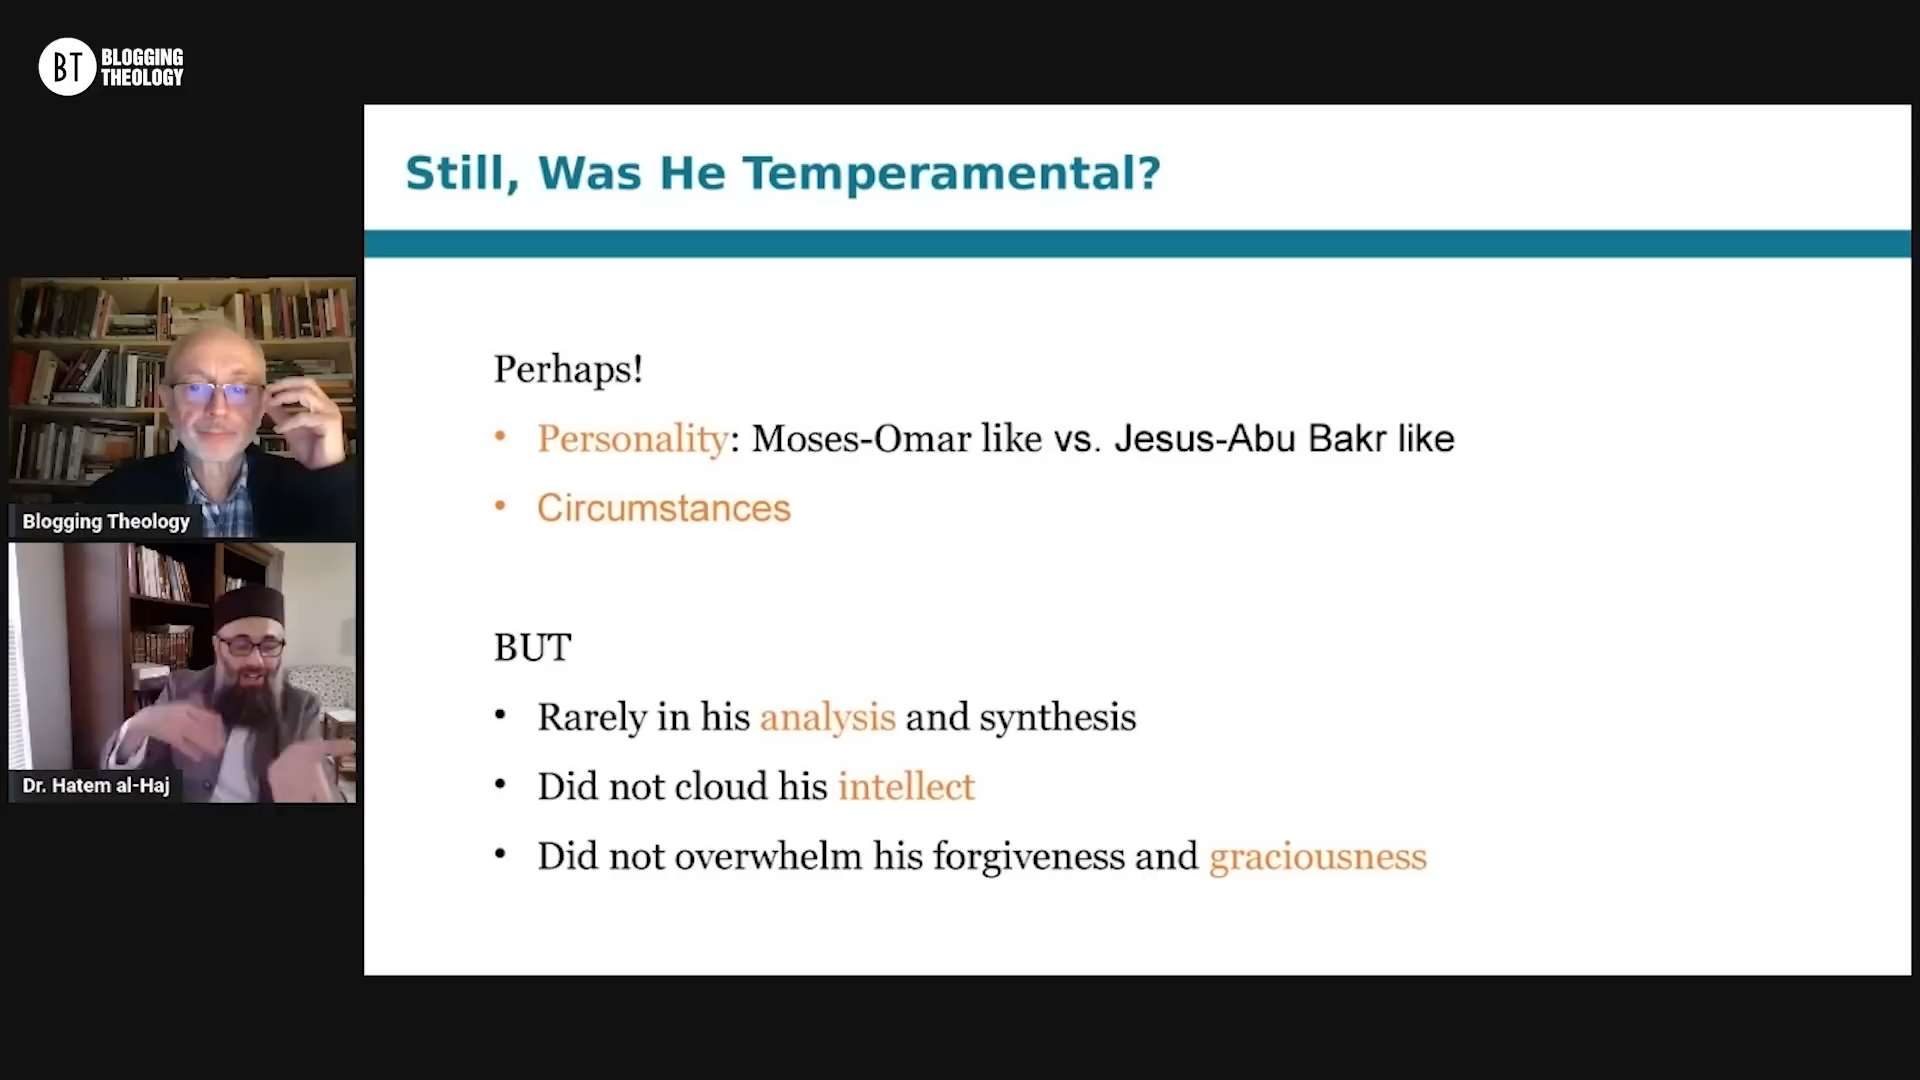 BT
BLOGGING
THEOLOGY
Still, Was He Temperamental?
Perhaps!
• Personality: Moses-Omar like vs. Jesus-Abu Bakr like
• Circumstances
BUT
• Rarely in his analysis and synthesis
• Did not cloud his intellect
• Did not overwhelm his forgiveness and graciousness
Blogging Theology
Dr. Hatem al-Haj